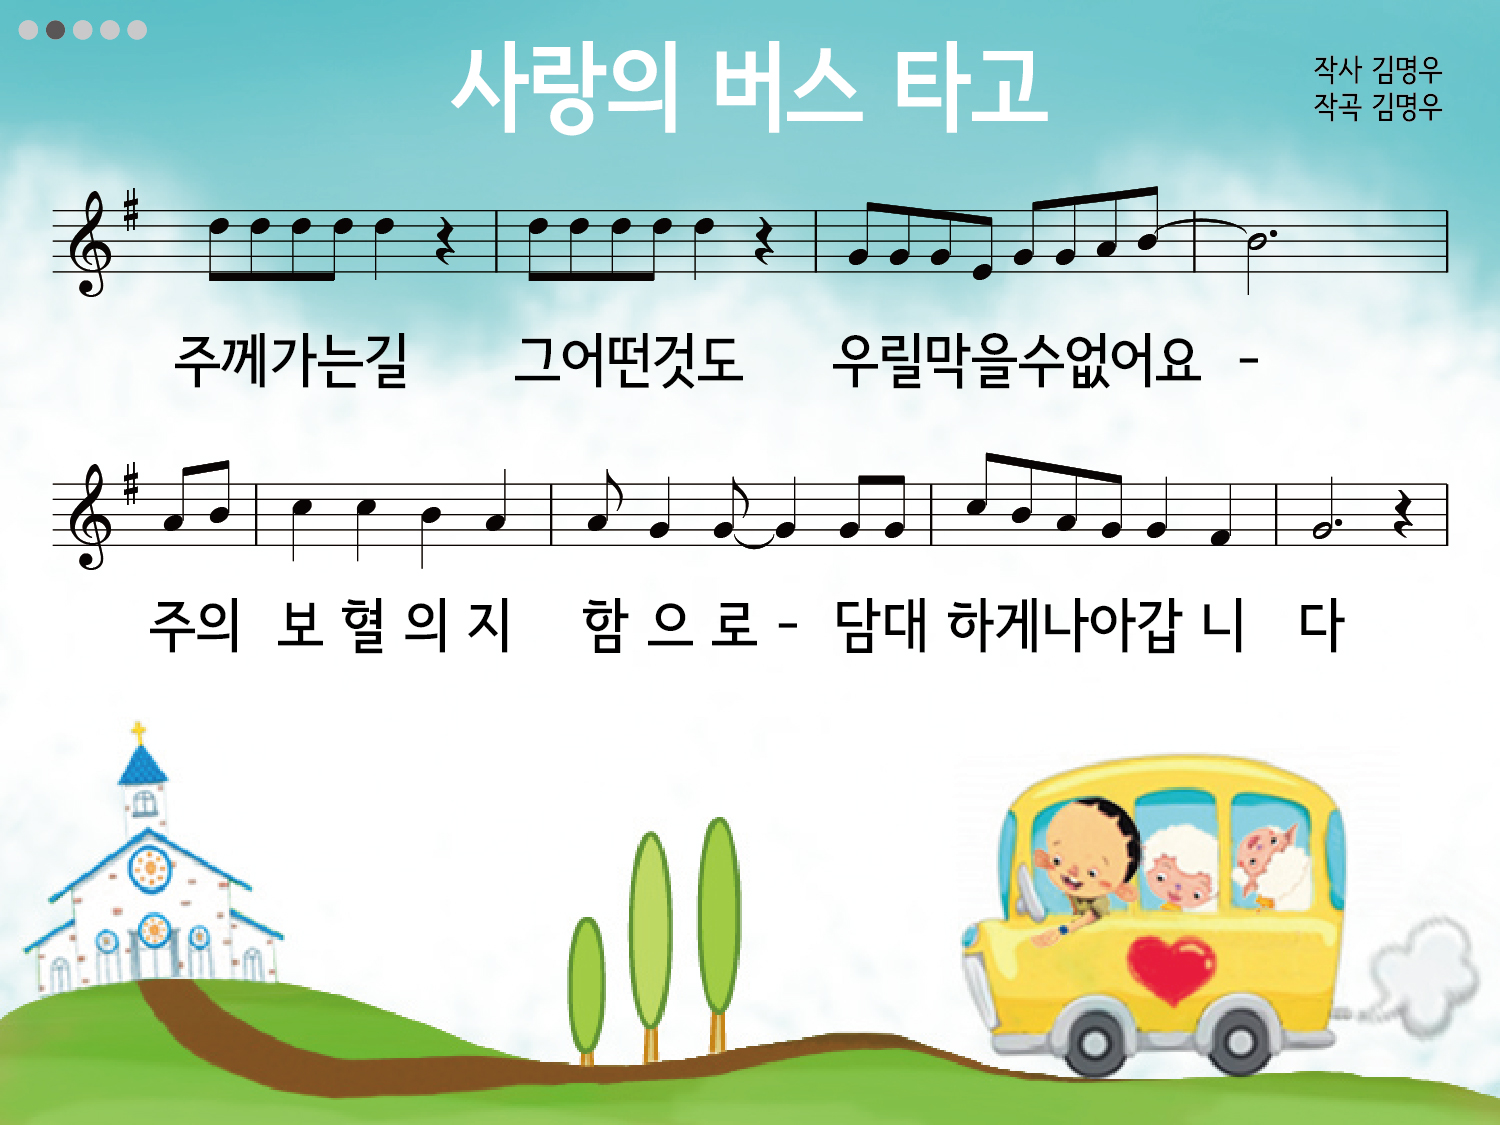 사랑의 버스 타고
작사 김명우
작곡 김명우
주께가는길 그어떤것도 우릴막을수없어요 -
주의 보 혈 의 지 함 으 로 - 담대 하게나아갑 니 다